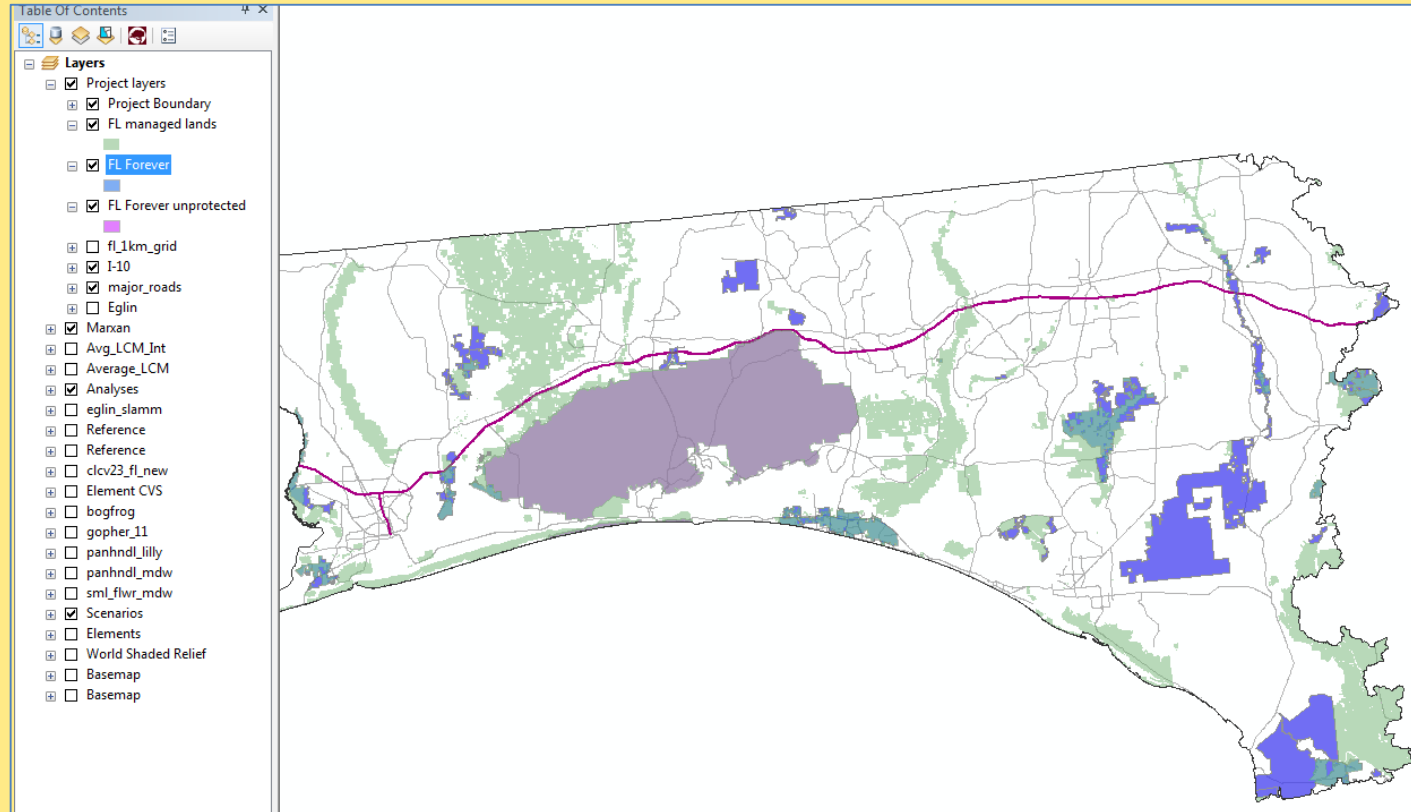 Table Of Contents
Layers
Project layers
Project Boundary
FL managed lands
FL Forever
FL Forever unprotected
fl_1km_grid
I-10
major_roads
Eglin
Marxan
Avg_LCM_Int
Average_LCM
Analyses
eglin_slamm
Reference
Reference
clcv23_fl_new
Element CVS
bogfrog
gopher_11
panhndl_lilly
panhndl_mdw
sml_flwr_mdw
Scenarios
Elements
World Shaded Relief
Basemap
Basemap